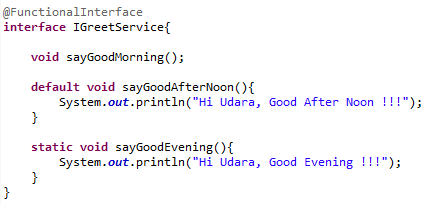 @FunctionalInterface
interface IGreetService{
void sayGoodMorning();
default void sayGoodAfterNoon(){
System.out.println("Hi Udara, Good After Noon !!!");
}
static void sayGoodEvening(){
System.out.println("Hi Udara, Good Evening !!!");
}
}